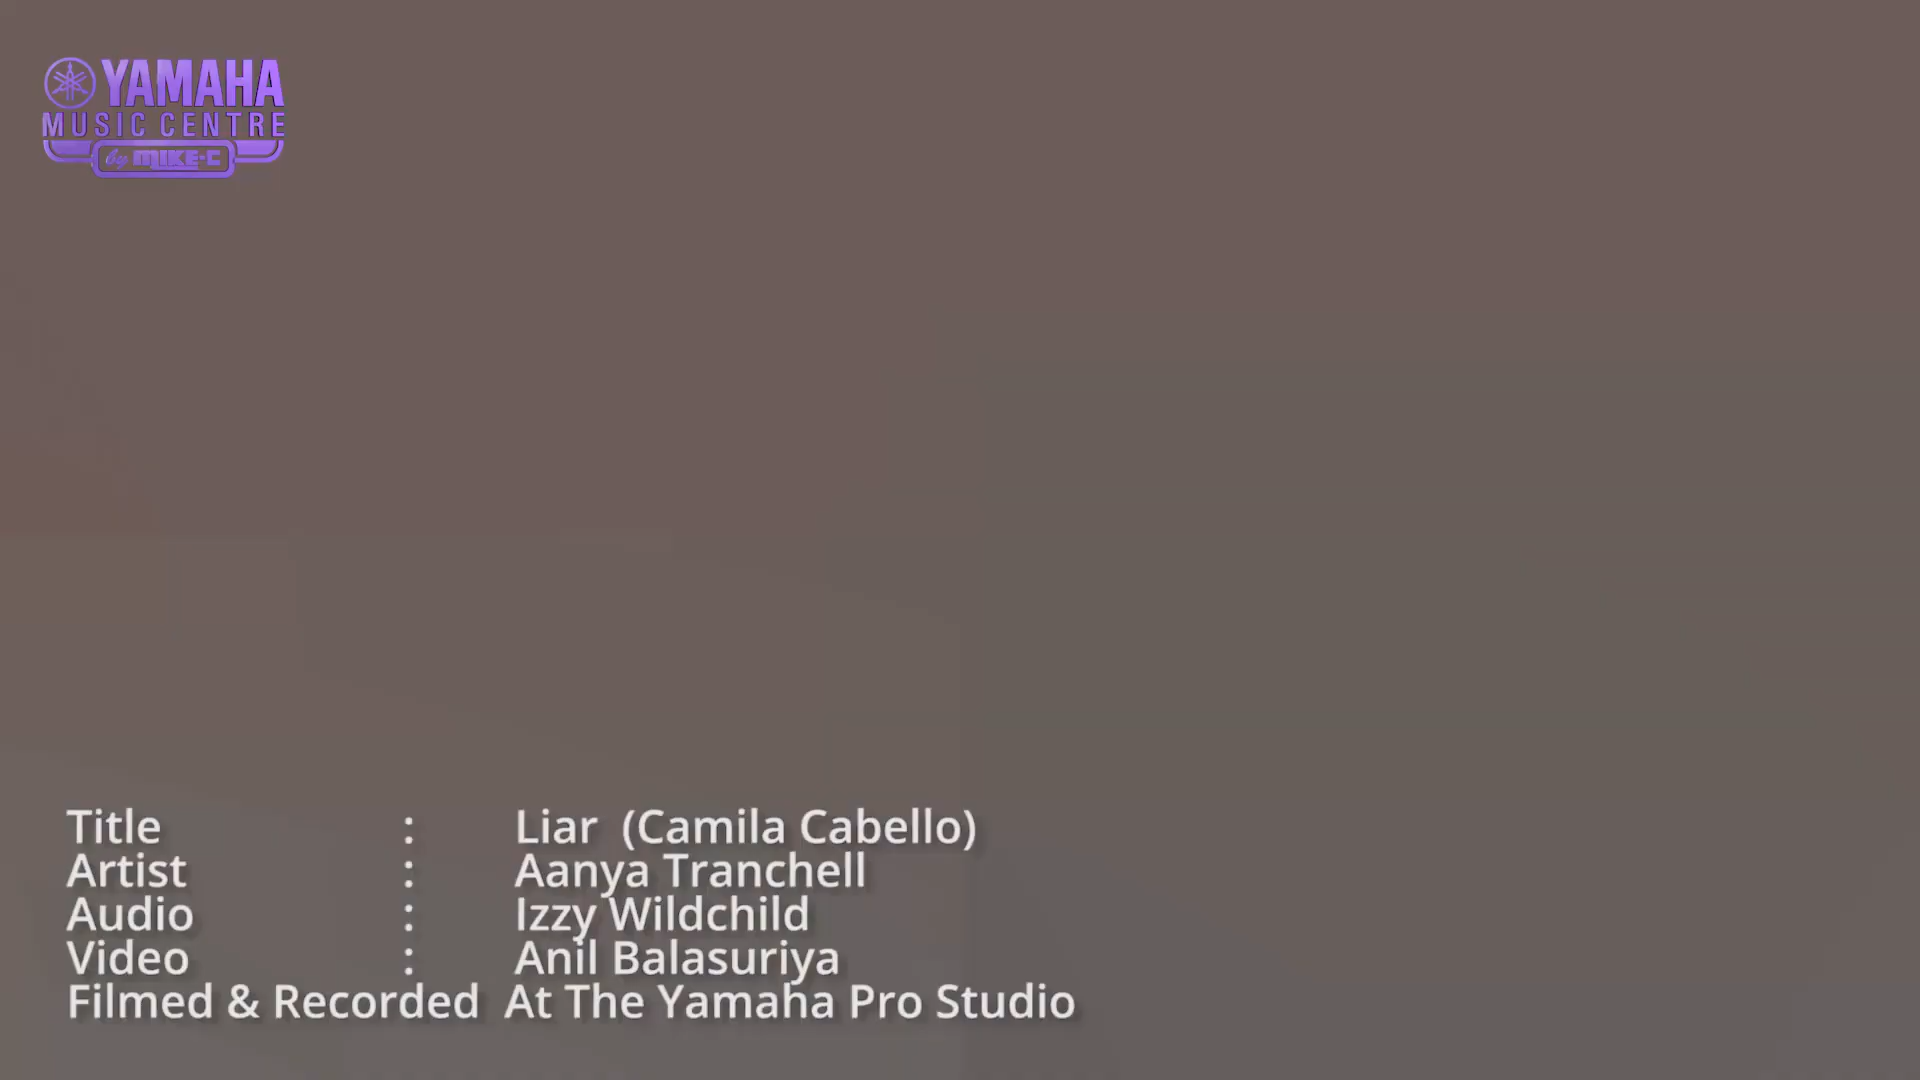 YAMAHA
MUSIC CENTRE
by MIKE-C
Title : Liar (Camila Cabello)
Artist : Aanya Tranchell
Audio : Izzy Wildchild
Video : Anil Balasuriya
Filmed & Recorded At The Yamaha Pro Studio